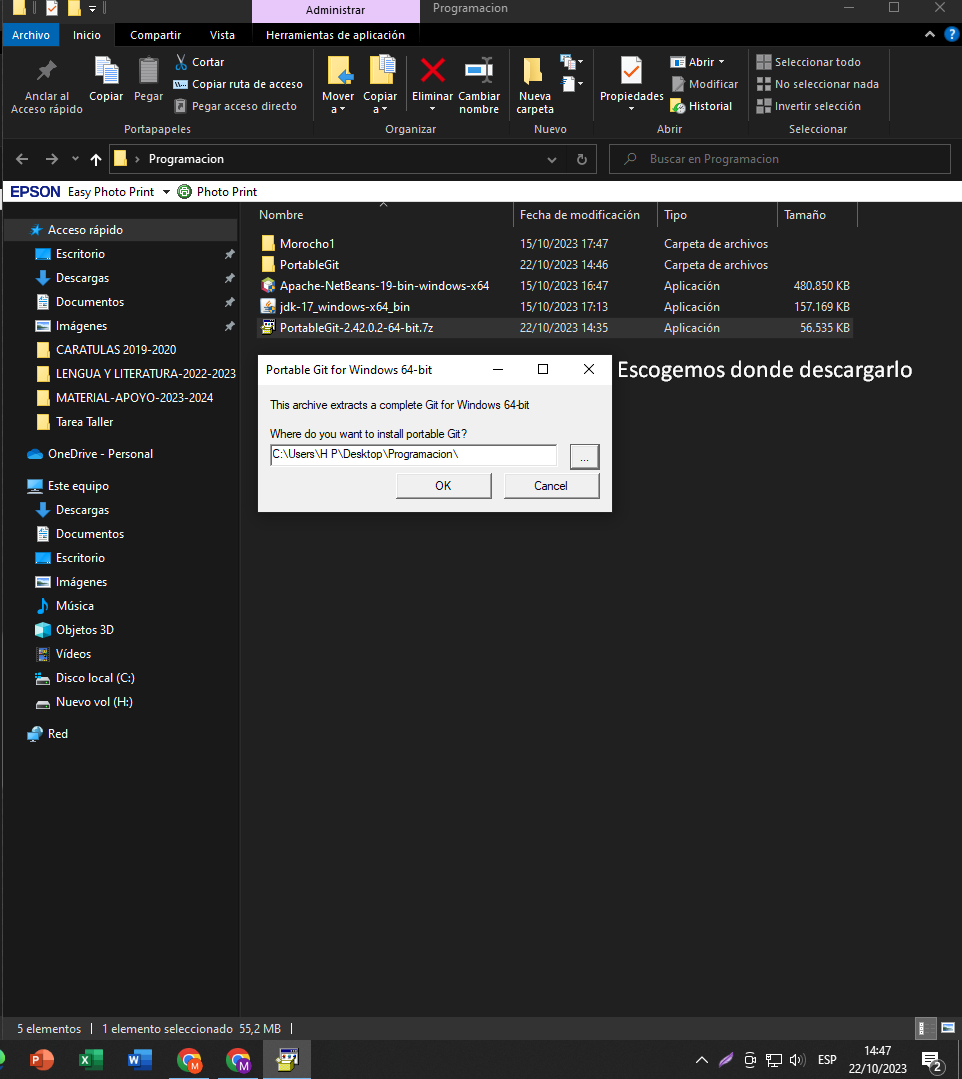 Administrar
Programacion
Archivo Inicio Compartir Vista Herramientas de aplicación
Anclar al
Acceso rápido
Copiar
Pegar
Cortar
Copiar ruta de acceso
Pegar acceso directo
Portapapeles
Mover
a
Copiar
a
Eliminar
Cambiar
nombre
Organizar
Nueva
carpeta
Nuevo
Propiedades
Abrir
Modificar
Historial
Abrir
Seleccionar todo
No seleccionar nada
Invertir selección
Seleccionar
Programacion
Buscar en Programacion
EPSON Easy Photo Print Photo Print
Acceso rápido
Escritorio
Descargas
Documentos
Imágenes
CARATULAS 2019-2020
LENGUA Y LITERATURA-2022-2023
MATERIAL-APOYO-2023-2024
Tarea Taller
OneDrive - Personal
Este equipo
Descargas
Documentos
Escritorio
Imágenes
Música
Objetos 3D
Vídeos
Disco local (C:)
Nuevo vol (H:)
Red
Nombre Fecha de modificación Tipo Tamaño
Morocho1 15/10/2023 17:47 Carpeta de archivos
PortableGit 22/10/2023 14:46 Carpeta de archivos
Apache-NetBeans-19-bin-windows-x64 15/10/2023 16:47 Aplicación 480.850 KB
jdk-17_windows-x64_bin 15/10/2023 17:13 Aplicación 157.169 KB
PortableGit-2.42.0.2-64-bit.7z 22/10/2023 14:35 Aplicación 56.535 KB
Portable Git for Windows 64-bit
This archive extracts a complete Git for Windows 64-bit
Where do you want to install portable Git?
C:\Users\H P\Desktop\Programacion\
...
OK Cancel
Escogemos donde descargarlo
5 elementos 1 elemento seleccionado 55,2 MB
ESP
14:47
22/10/2023
2